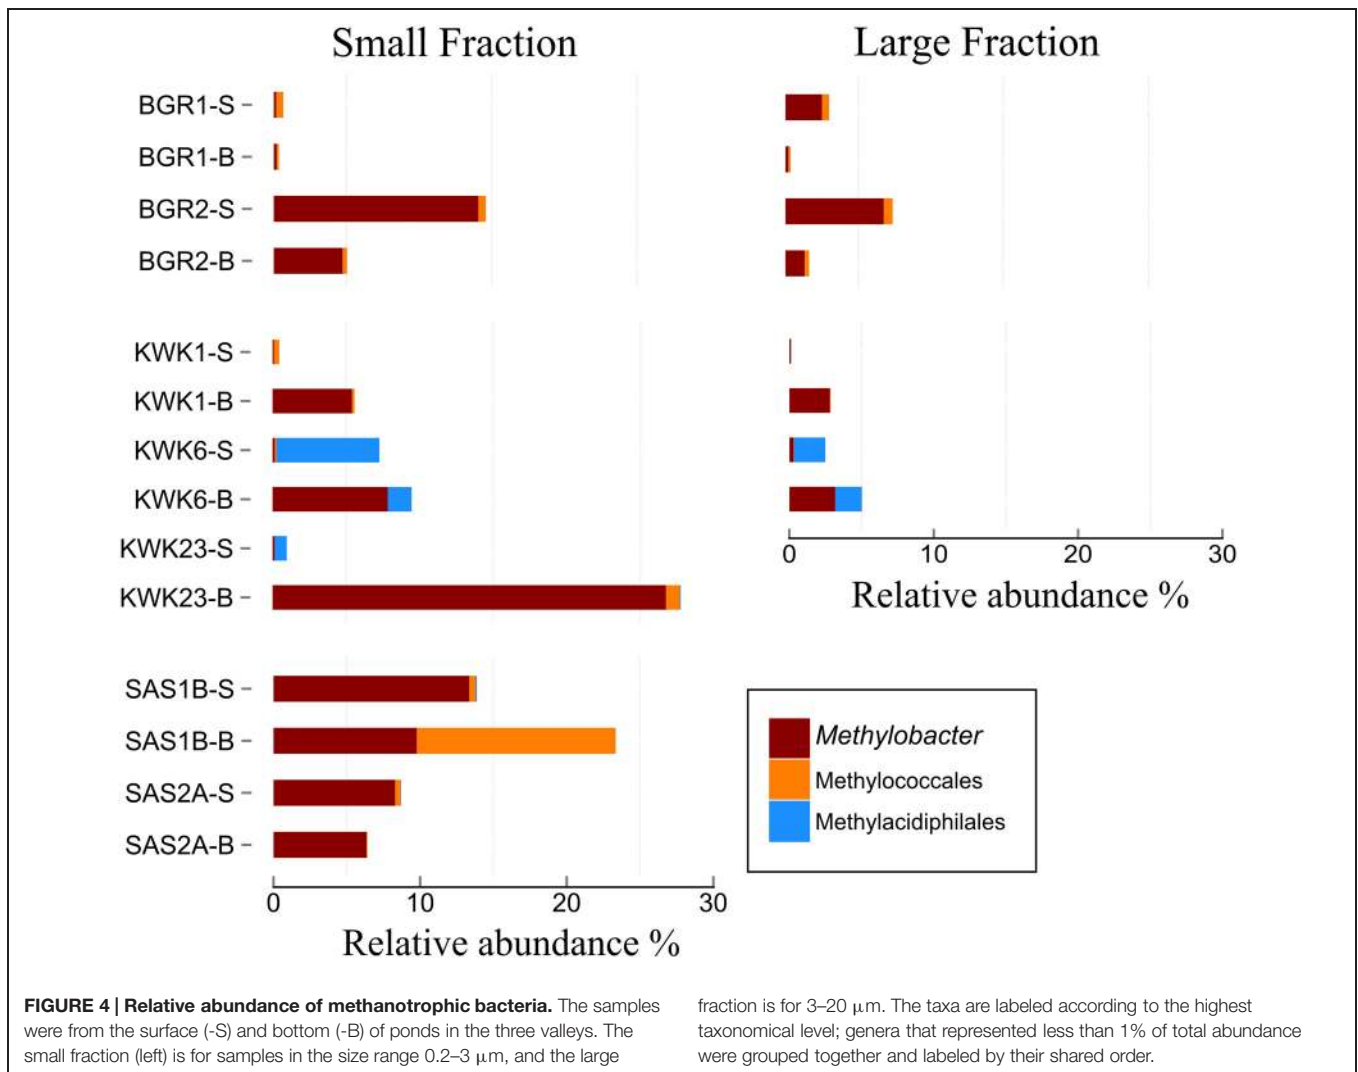 Small Fraction
Large Fraction
BGR1-S
BGR1-B
BGR2-S
BGR2-B
KWK1-S
KWK1-B
KWK6-S
KWK6-B
KWK23-S
KWK23-B
SAS1B-S
SAS1B-B
SAS2A-S
SAS2A-B
0 10 20 30
Relative abundance %
0 10 20 30
Relative abundance %
Methylobacter
Methylococcales
Methylacidiphilales
FIGURE 4 | Relative abundance of methanotrophic bacteria. The samples
were from the surface (-S) and bottom (-B) of ponds in the three valleys. The
small fraction (left) is for samples in the size range 0.2–3 μm, and the large
fraction is for 3–20 μm. The taxa are labeled according to the highest
taxonomical level; genera that represented less than 1% of total abundance
were grouped together and labeled by their shared order.